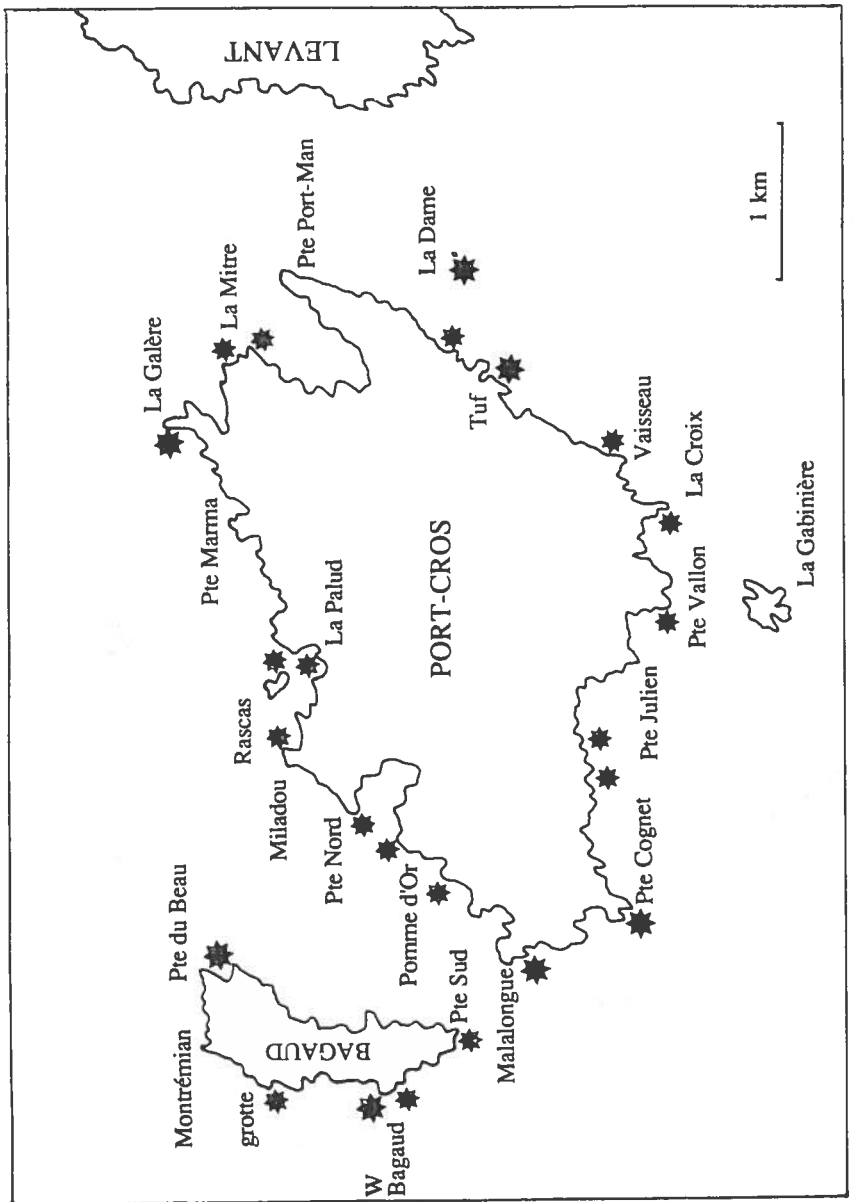 LEVANT
La Galère
La Mitre
Pte Port-Man
La Dame
1 km
Pte Marma
Tuf
Vaisseau
La Croix
La Palud
PORT-CROS
Pte Vallon
La Gabinière
Rascas
Miladou
Pte Nord
Pomme d'Or
Pte Julien
Pte Cognet
Pte du Beau
Pte Sud
Malalongue
Montrémian
BAGAUD
grotte
W
Bagaud